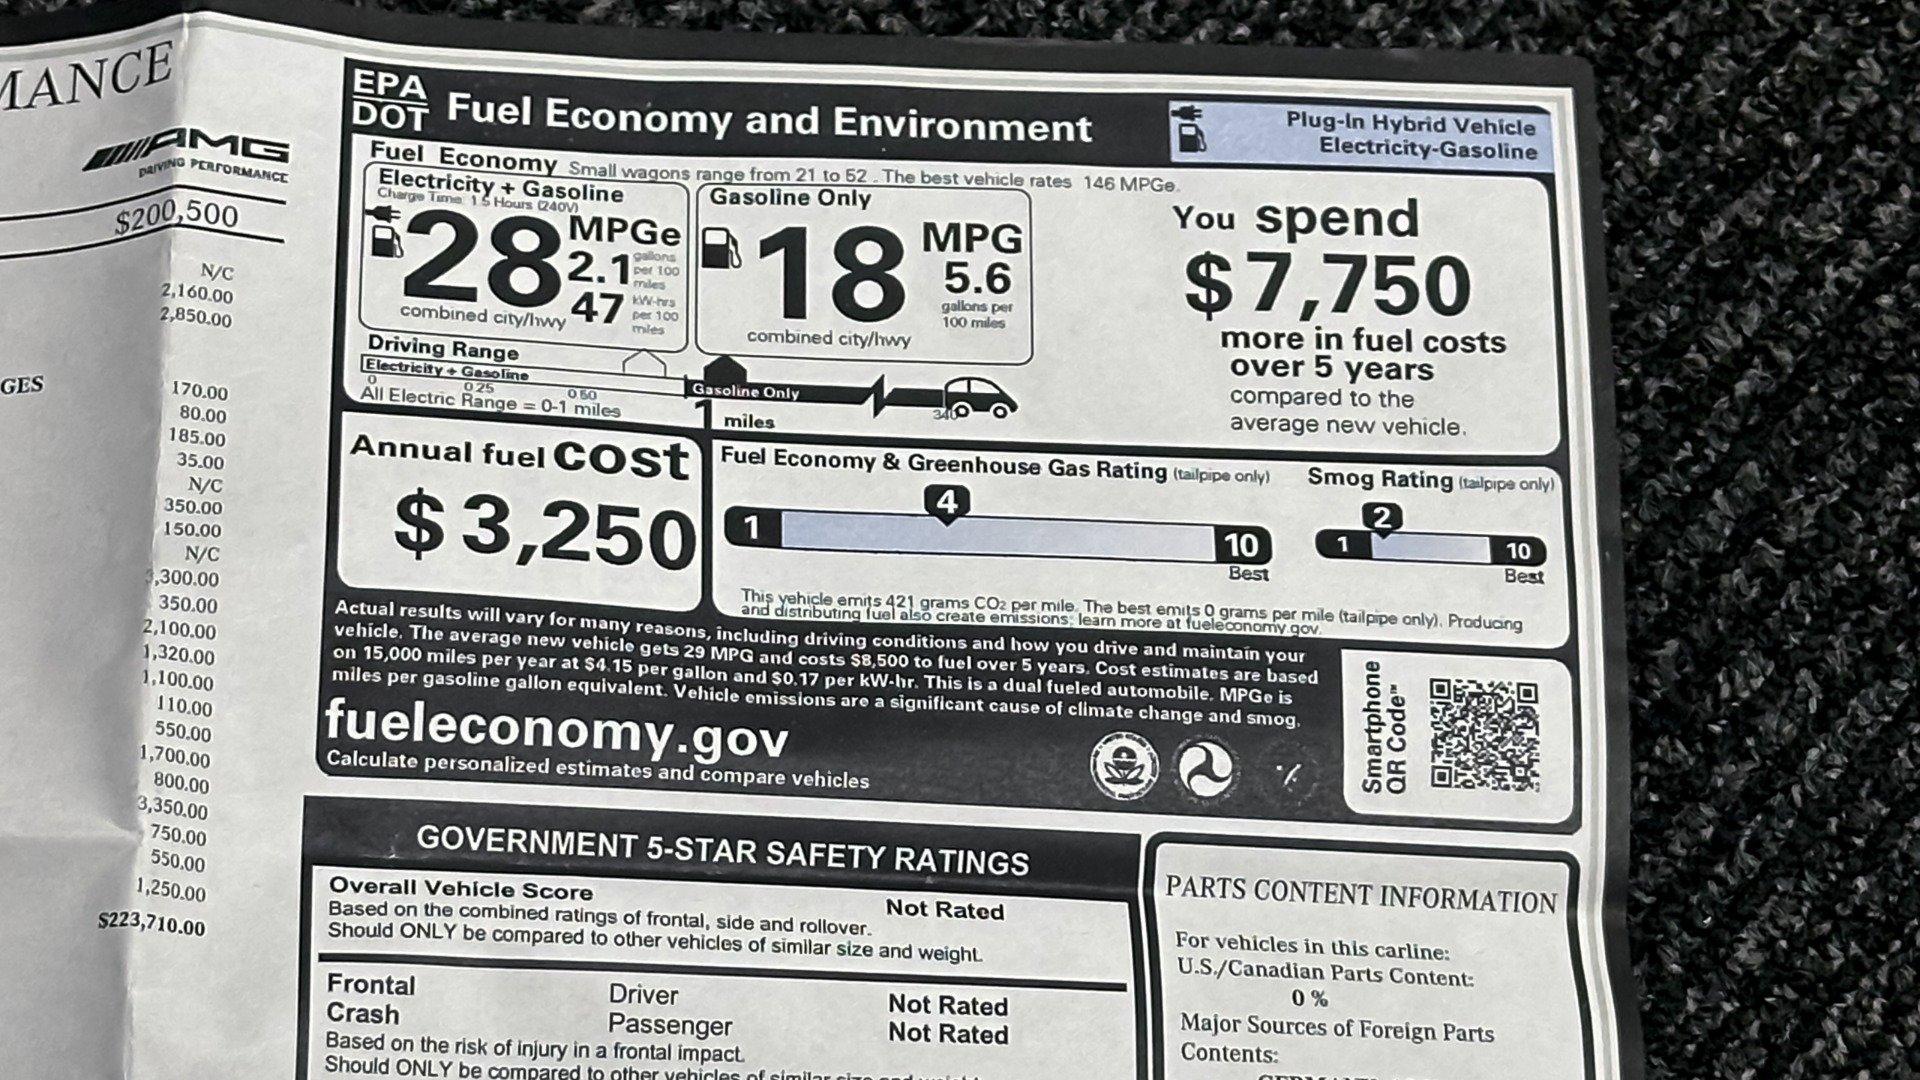 MANCE
AMG
DRIVING PERFORMANCE
$200,500
N/C
2,160.00
2,850.00
GES
170.00
80.00
185.00
35.00
N/C
350.00
150.00
N/C
3,300.00
350.00
2,100.00
1,320.00
1,100.00
110.00
550.00
1,700.00
800.00
3,350.00
750.00
550.00
1,250.00
$223,710.00
EPA
DOT
Fuel Economy and Environment
Plug-In Hybrid Vehicle
Electricity-Gasoline
Fuel Economy Small wagons range from 21 to 52 . The best vehicle rates 146 MPGe.
Electricity + Gasoline
Charge Time: 1.5 Hours (240V)
28 MPGe
2.1 gallons per 100 miles
47 kW-hrs per 100 miles
combined city/hwy
Gasoline Only
18 MPG
5.6
gallons per
100 miles
combined city/hwy
You spend
$7,750
more in fuel costs
over 5 years
compared to the
average new vehicle.
Driving Range
Electricity + Gasoline
Gasoline Only
0 0.25 0.50 1 miles 340
All Electric Range = 0-1 miles
Annual fuel cost
$3,250
Fuel Economy & Greenhouse Gas Rating (tailpipe only)
4
1 10
Best
Smog Rating (tailpipe only)
2
1 10
Best
This vehicle emits 421 grams CO2 per mile. The best emits 0 grams per mile (tailpipe only). Producing
and distributing fuel also create emissions; learn more at fueleconomy.gov.
Actual results will vary for many reasons, including driving conditions and how you drive and maintain your
vehicle. The average new vehicle gets 29 MPG and costs $8,500 to fuel over 5 years. Cost estimates are based
on 15,000 miles per year at $4.15 per gallon and $0.17 per kW-hr. This is a dual fueled automobile. MPGe is
miles per gasoline gallon equivalent. Vehicle emissions are a significant cause of climate change and smog.
fueleconomy.gov
Calculate personalized estimates and compare vehicles
Smartphone
QR Code™
GOVERNMENT 5-STAR SAFETY RATINGS
Overall Vehicle Score Not Rated
Based on the combined ratings of frontal, side and rollover.
Should ONLY be compared to other vehicles of similar size and weight.
Frontal Driver Not Rated
Crash Passenger Not Rated
Based on the risk of injury in a frontal impact.
Should ONLY be compared to other vehicles of similar size and weight
PARTS CONTENT INFORMATION
For vehicles in this carline:
U.S./Canadian Parts Content:
0 %
Major Sources of Foreign Parts
Contents: